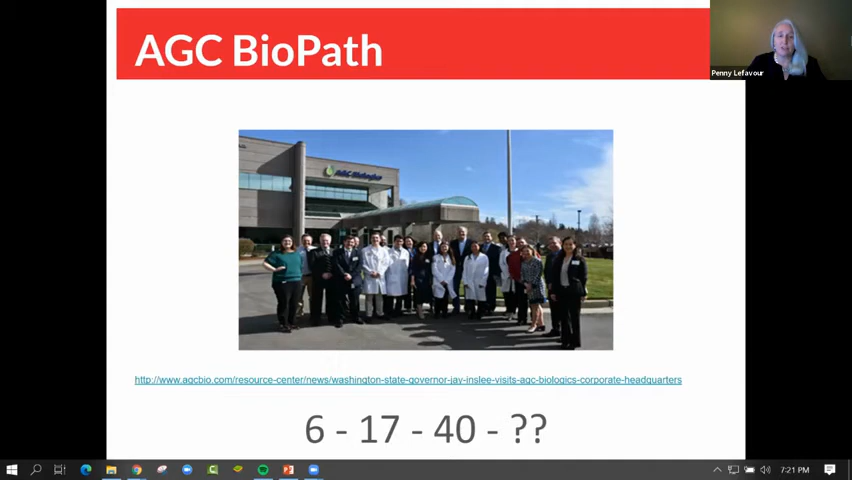 AGC BioPath
Penny Lefavour
AGC Biologics
http://www.agcbio.com/resource-center/news/washington-state-governor-jay-inslee-visits-agc-biologics-corporate-headquarters
6 - 17 - 40 - ??
7:21 PM